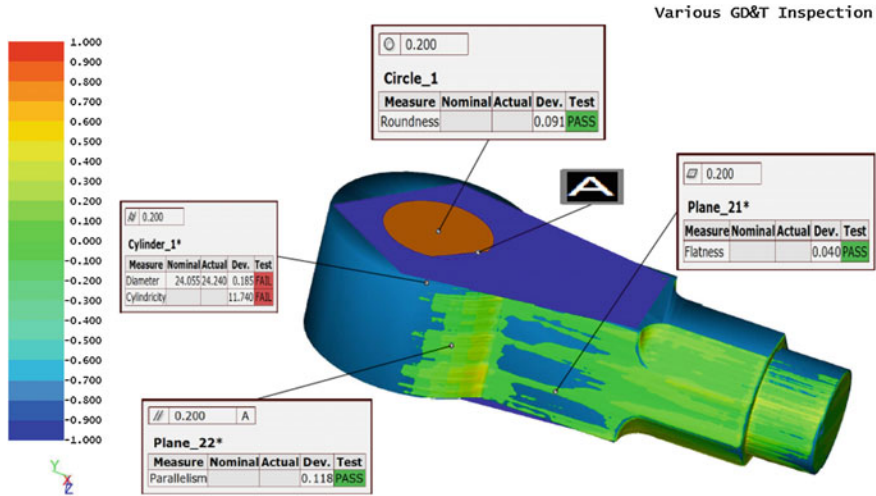 Various GD&T Inspection
1.000
0.900
0.800
0.700
0.600
0.500
0.400
0.300
0.200
0.100
0.000
-0.100
-0.200
-0.300
-0.400
-0.500
-0.600
-0.700
-0.800
-0.900
-1.000
0.200
Circle_1
Measure Nominal Actual Dev. Test
Roundness 0.091 PASS
A
0.200
Plane_21*
Measure Nominal Actual Dev. Test
Flatness 0.040 PASS
0.200
Cylinder_1*
Measure Nominal Actual Dev. Test
Diameter 24.055 24.240 0.185 FAIL
Cylindricity 11.740 FAIL
// 0.200 A
Plane_22*
Measure Nominal Actual Dev. Test
Parallelism 0.118 PASS
Y
X
Z